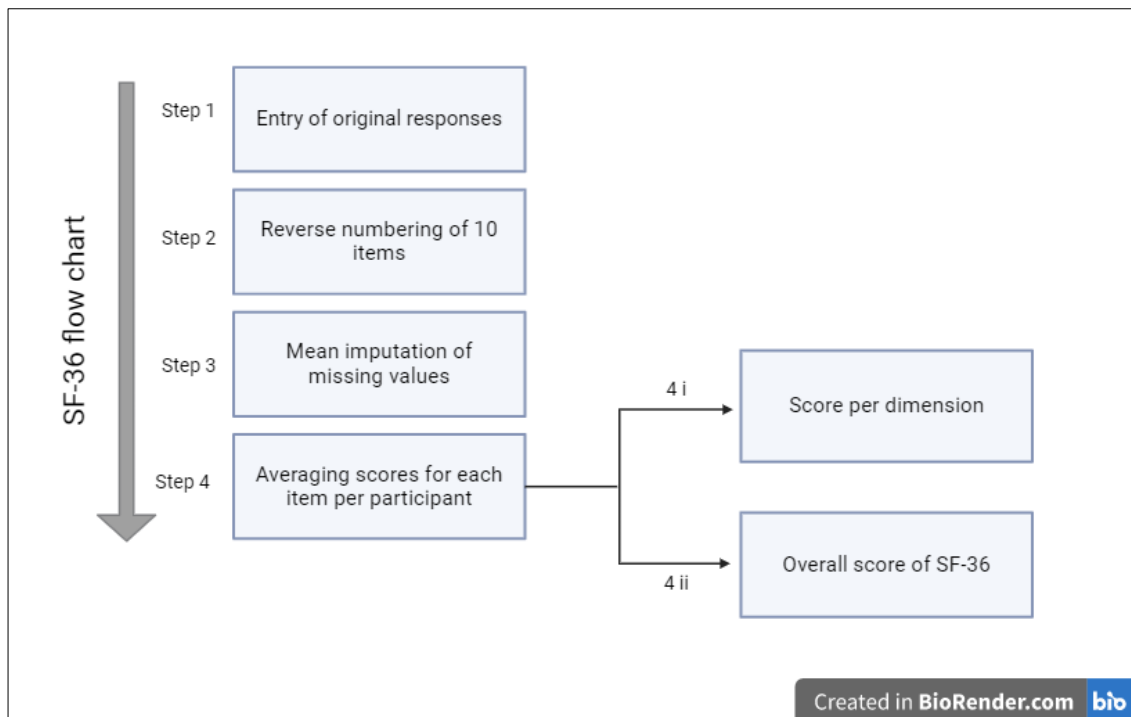 SF-36 flow chart
Step 1
Entry of original responses
Step 2
Reverse numbering of 10
items
Step 3
Mean imputation of
missing values
Step 4
Averaging scores for each
item per participant
4 i
Score per dimension
4 ii
Overall score of SF-36
Created in BioRender.com bio